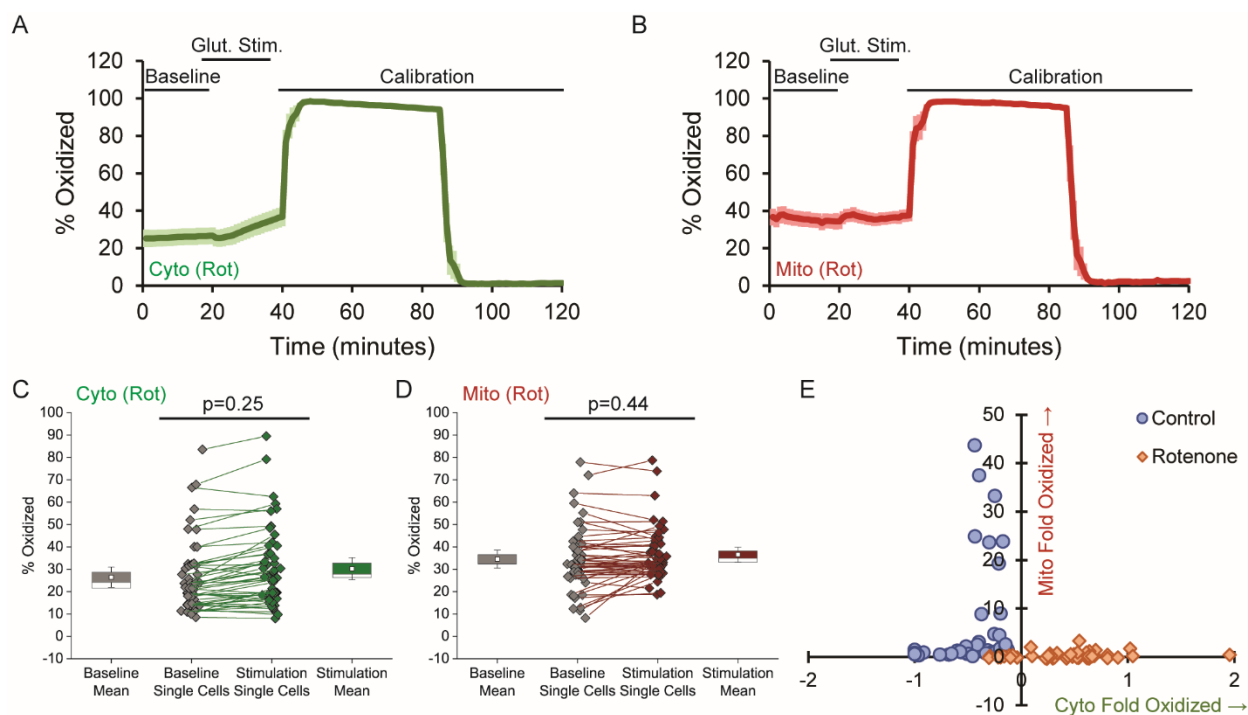 A
Glut. Stim.
Baseline
Calibration
120
100
80
60
40
20
0
% Oxidized
Cyto (Rot)
0 20 40 60 80 100 120
Time (minutes)
B
Glut. Stim.
Baseline
Calibration
120
100
80
60
40
20
0
% Oxidized
Mito (Rot)
0 20 40 60 80 100 120
Time (minutes)
C
Cyto (Rot)
p=0.25
100
90
80
70
60
50
40
30
20
10
0
-10
% Oxidized
Baseline Baseline Stimulation Stimulation
Mean Single Cells Single Cells Mean
D
Mito (Rot)
p=0.44
100
90
80
70
60
50
40
30
20
10
0
-10
% Oxidized
Baseline Baseline Stimulation Stimulation
Mean Single Cells Single Cells Mean
E
50
40
30
20
10
0
-10
Mito Fold Oxidized →
Control
Rotenone
-2 -1 0 1 2
Cyto Fold Oxidized →